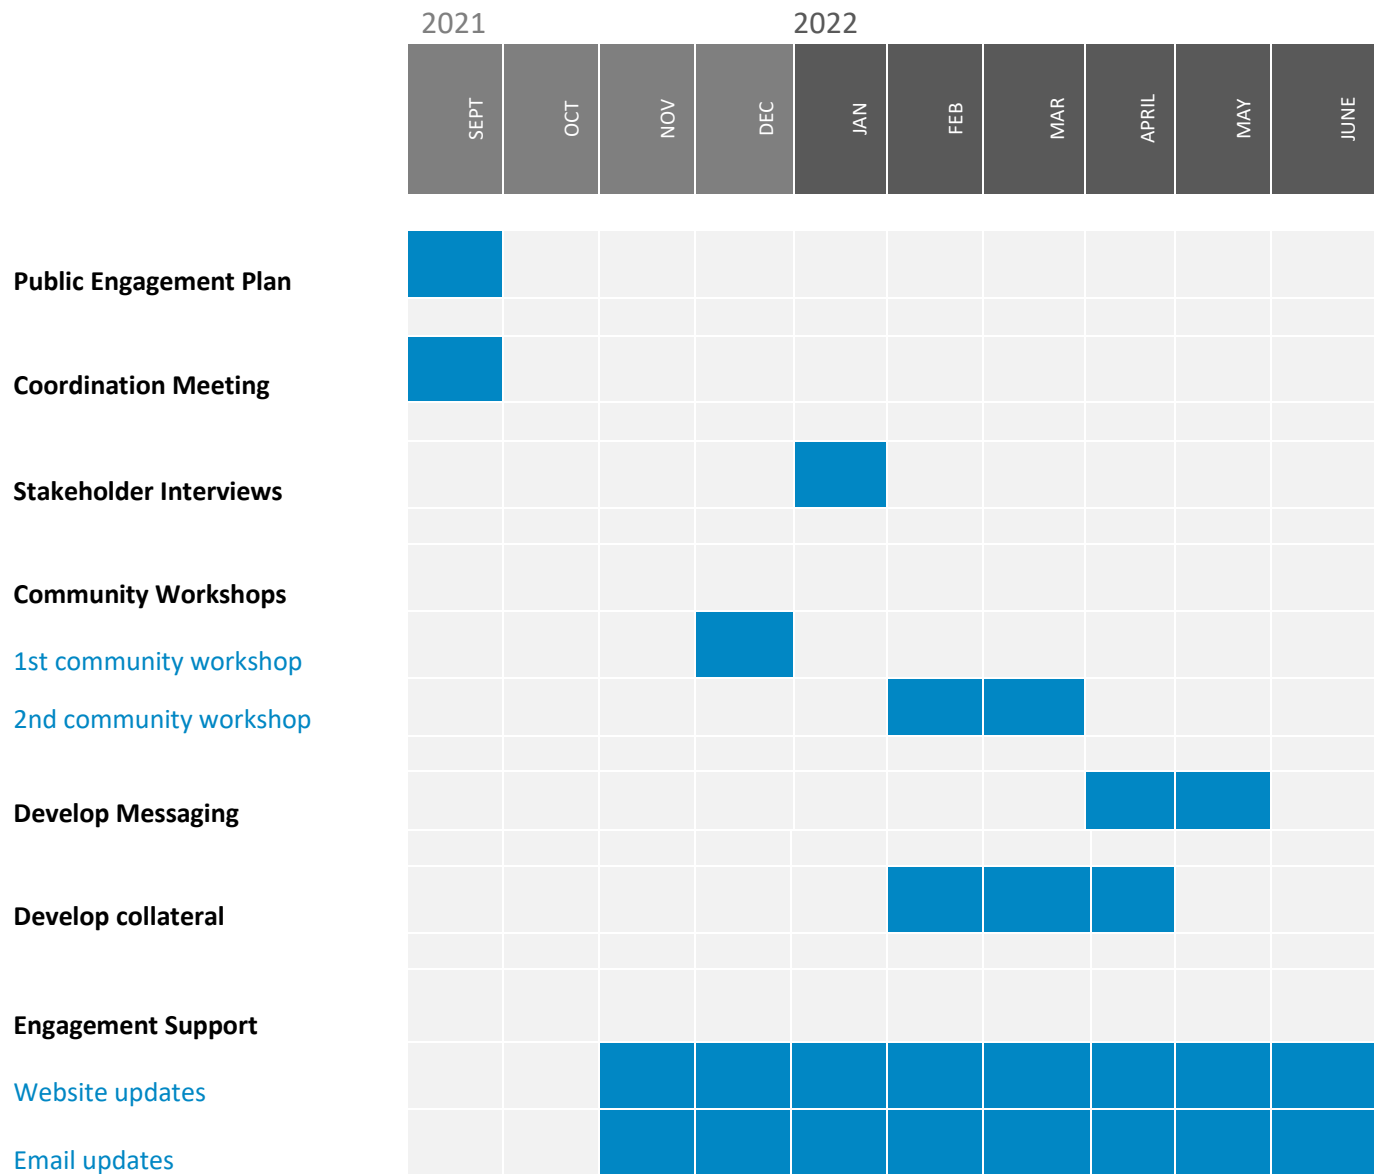 2021 2022
SEPT OCT NOV DEC JAN FEB MAR APRIL MAY JUNE
Public Engagement Plan
Coordination Meeting
Stakeholder Interviews
Community Workshops
1st community workshop
2nd community workshop
Develop Messaging
Develop collateral
Engagement Support
Website updates
Email updates